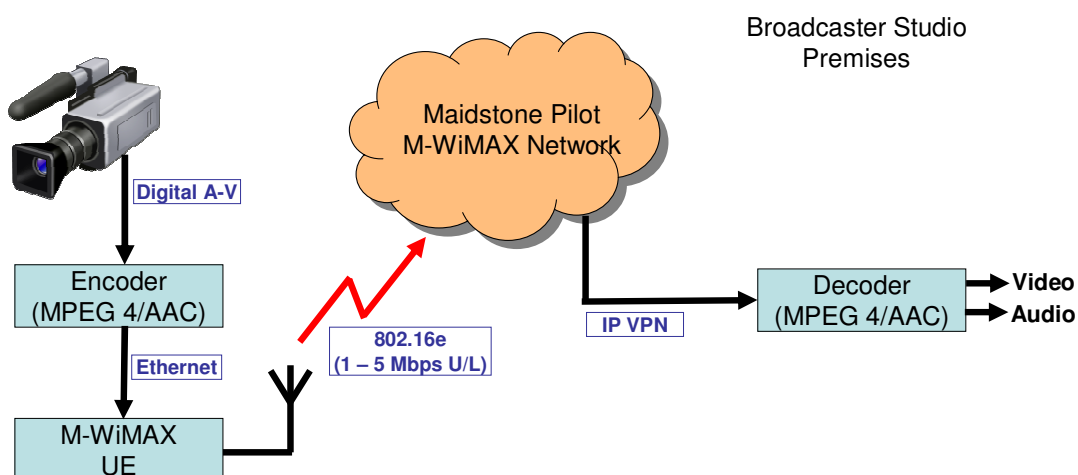 Broadcaster Studio
Premises
Maidstone Pilot
M-WiMAX Network
Digital A-V
Encoder
(MPEG 4/AAC)
Ethernet
M-WiMAX
UE
802.16e
(1 – 5 Mbps U/L)
IP VPN
Decoder
(MPEG 4/AAC)
Video
Audio